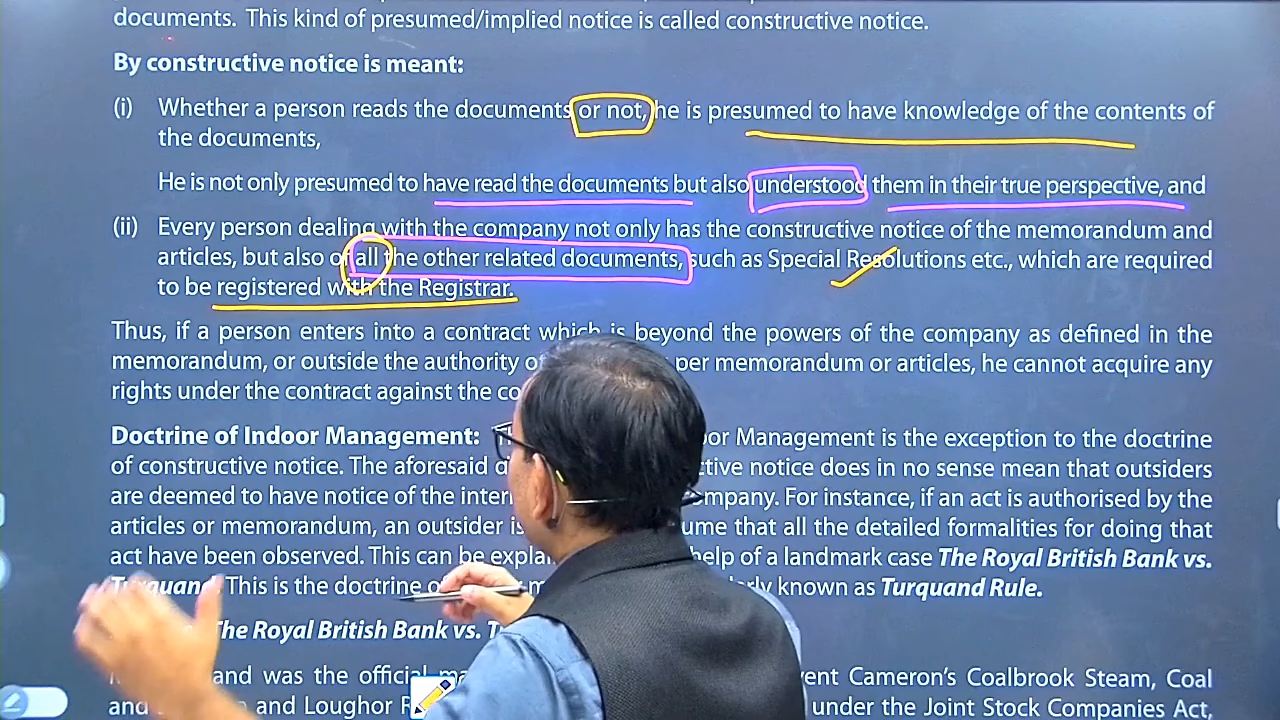 documents. This kind of presumed/implied notice is called constructive notice.
By constructive notice is meant:
(i) Whether a person reads the documents or not, he is presumed to have knowledge of the contents of
the documents,
He is not only presumed to have read the documents but also understood them in their true perspective, and
(ii) Every person dealing with the company not only has the constructive notice of the memorandum and
articles, but also of all the other related documents, such as Special Resolutions etc., which are required
to be registered with the Registrar.
Thus, if a person enters into a contract which is beyond the powers of the company as defined in the
memorandum, or outside the authority per memorandum or articles, he cannot acquire any
rights under the contract against the
Doctrine of Indoor Management: Management is the exception to the doctrine
of constructive notice. The aforesaid notice does in no sense mean that outsiders
are deemed to have notice of the For instance, if an act is authorised by the
articles or memorandum, an outsider that all the detailed formalities for doing that
act have been observed. This can be help of a landmark case The Royal British Bank vs.
Turquand. This is the doctrine known as Turquand Rule.
The Royal British Bank vs.
and was the official Cameron's Coalbrook Steam, Coal
and and Loughor under the Joint Stock Companies Act,